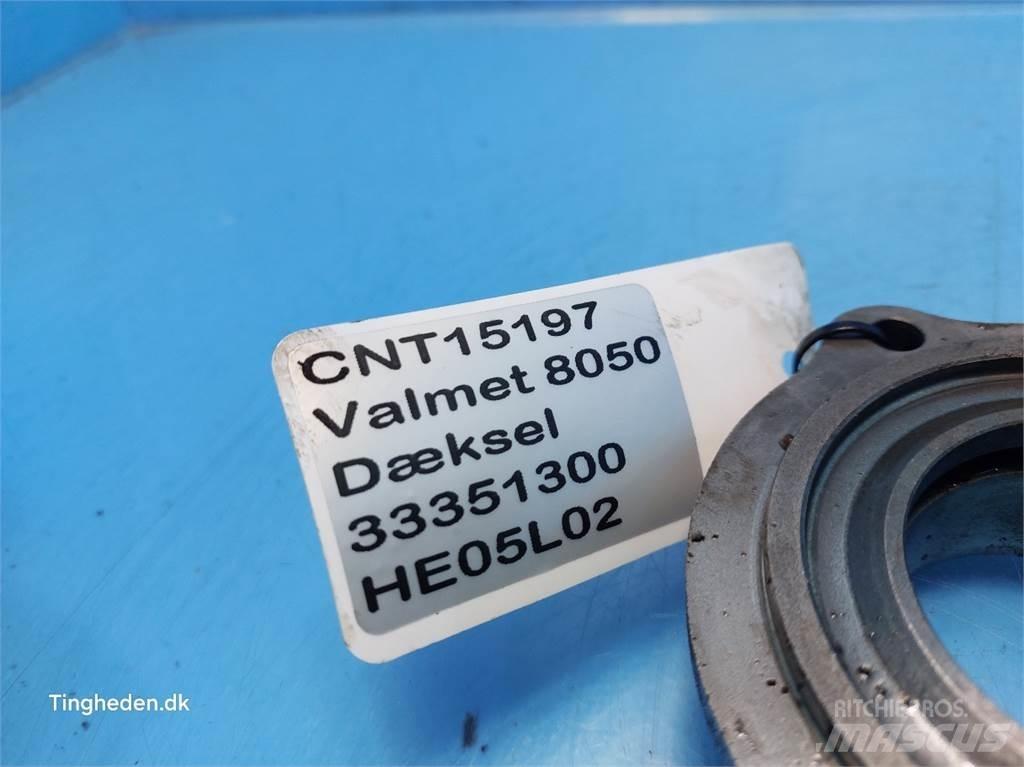 CNT15197
Valmet 8050
Dæksel
33351300
HE05L02
Tingheden.dk
RITCHIE BROS.
MASCUS